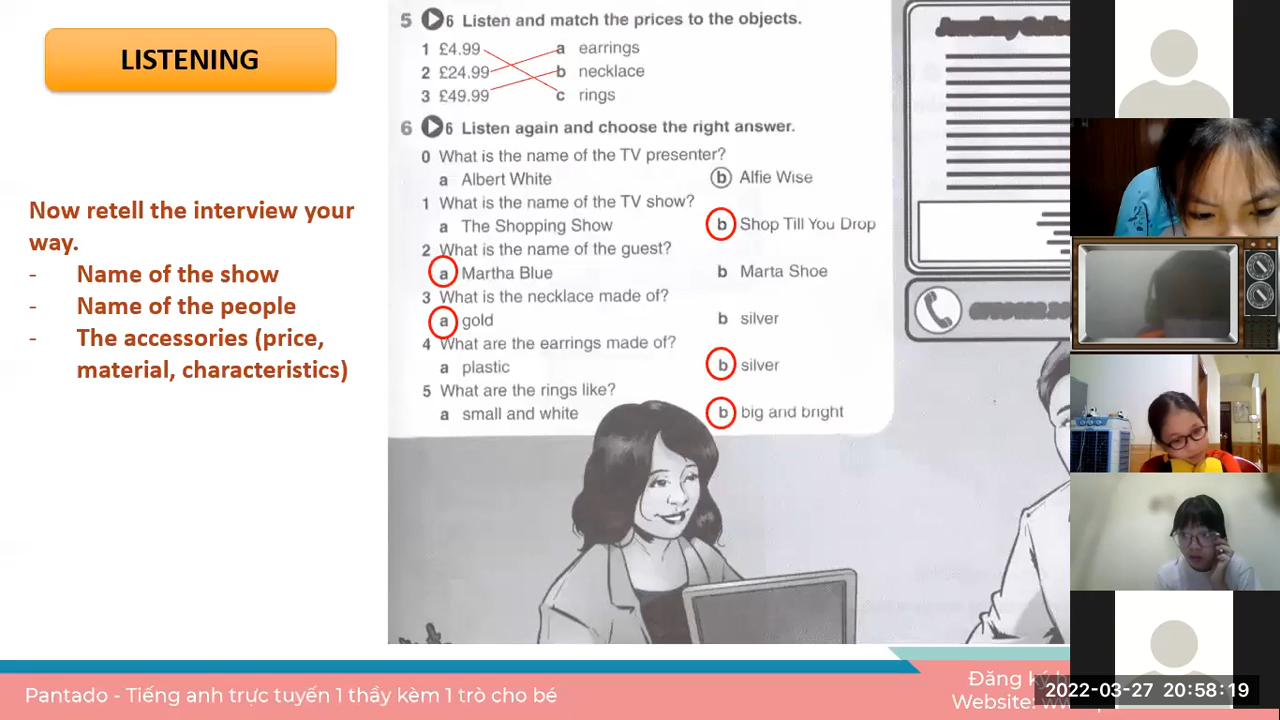 LISTENING
Now retell the interview your
way.
- Name of the show
- Name of the people
- The accessories (price,
material, characteristics)
5 6 Listen and match the prices to the objects.
1 £4.99 a earrings
2 £24.99 b necklace
3 £49.99 c rings
6 6 Listen again and choose the right answer.
0 What is the name of the TV presenter?
a Albert White b Alfie Wise
1 What is the name of the TV show?
a The Shopping Show b Shop Till You Drop
2 What is the name of the guest?
a Martha Blue b Marta Shoe
3 What is the necklace made of?
a gold b silver
4 What are the earrings made of?
a plastic b silver
5 What are the rings like?
a small and white b big and bright
Pantado - Tiếng anh trực tuyến 1 thầy kèm 1 trò cho bé
Đăng ký
Website:
2022-03-27 20:58:19